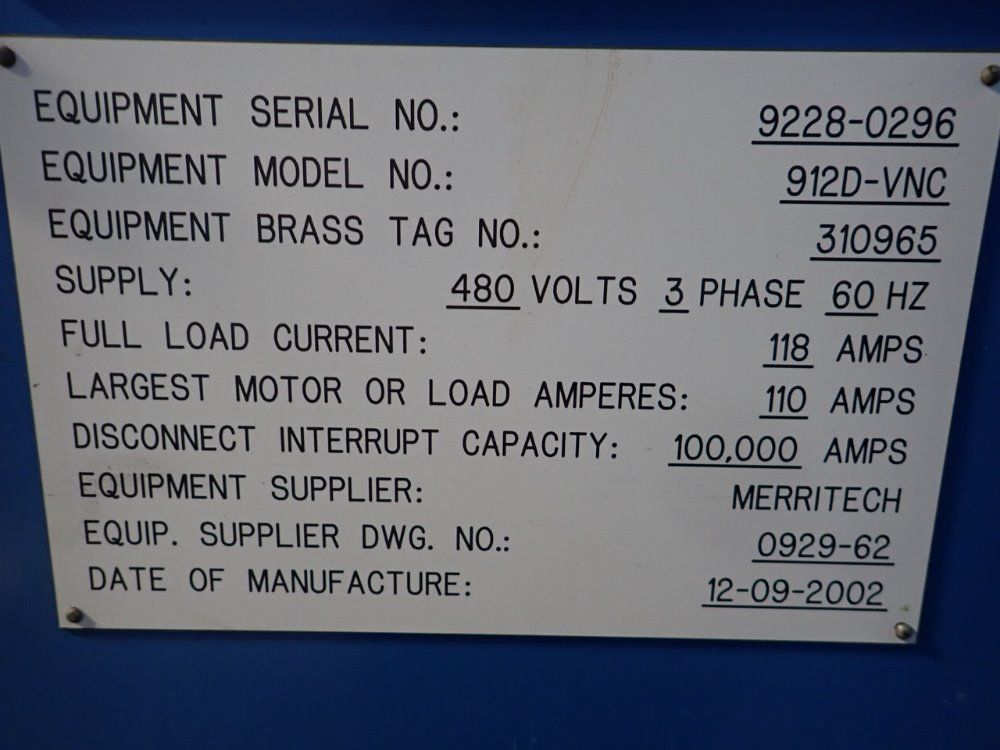 EQUIPMENT SERIAL NO.: 9228-0296
EQUIPMENT MODEL NO.: 912D-VNC
EQUIPMENT BRASS TAG NO.: 310965
SUPPLY: 480 VOLTS 3 PHASE 60 HZ
FULL LOAD CURRENT: 118 AMPS
LARGEST MOTOR OR LOAD AMPERES: 110 AMPS
DISCONNECT INTERRUPT CAPACITY: 100,000 AMPS
EQUIPMENT SUPPLIER: MERRITECH
EQUIP. SUPPLIER DWG. NO.: 0929-62
DATE OF MANUFACTURE: 12-09-2002